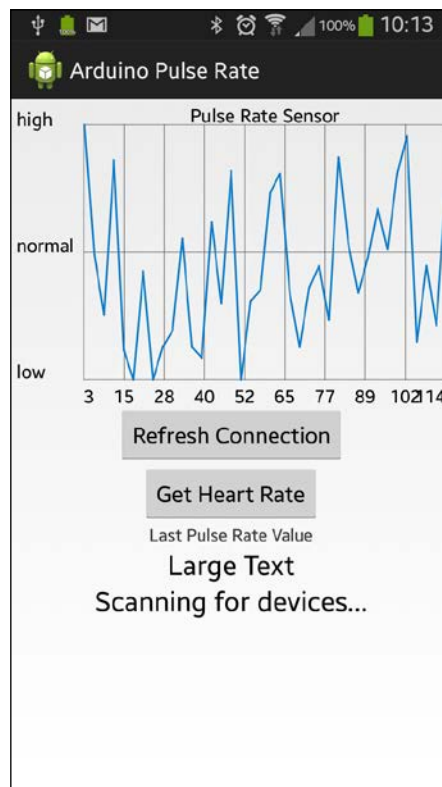 100% 10:13
Arduino Pulse Rate
Pulse Rate Sensor
high
normal
low
3 15 28 40 52 65 77 89 102 114
Refresh Connection
Get Heart Rate
Last Pulse Rate Value
Large Text
Scanning for devices...